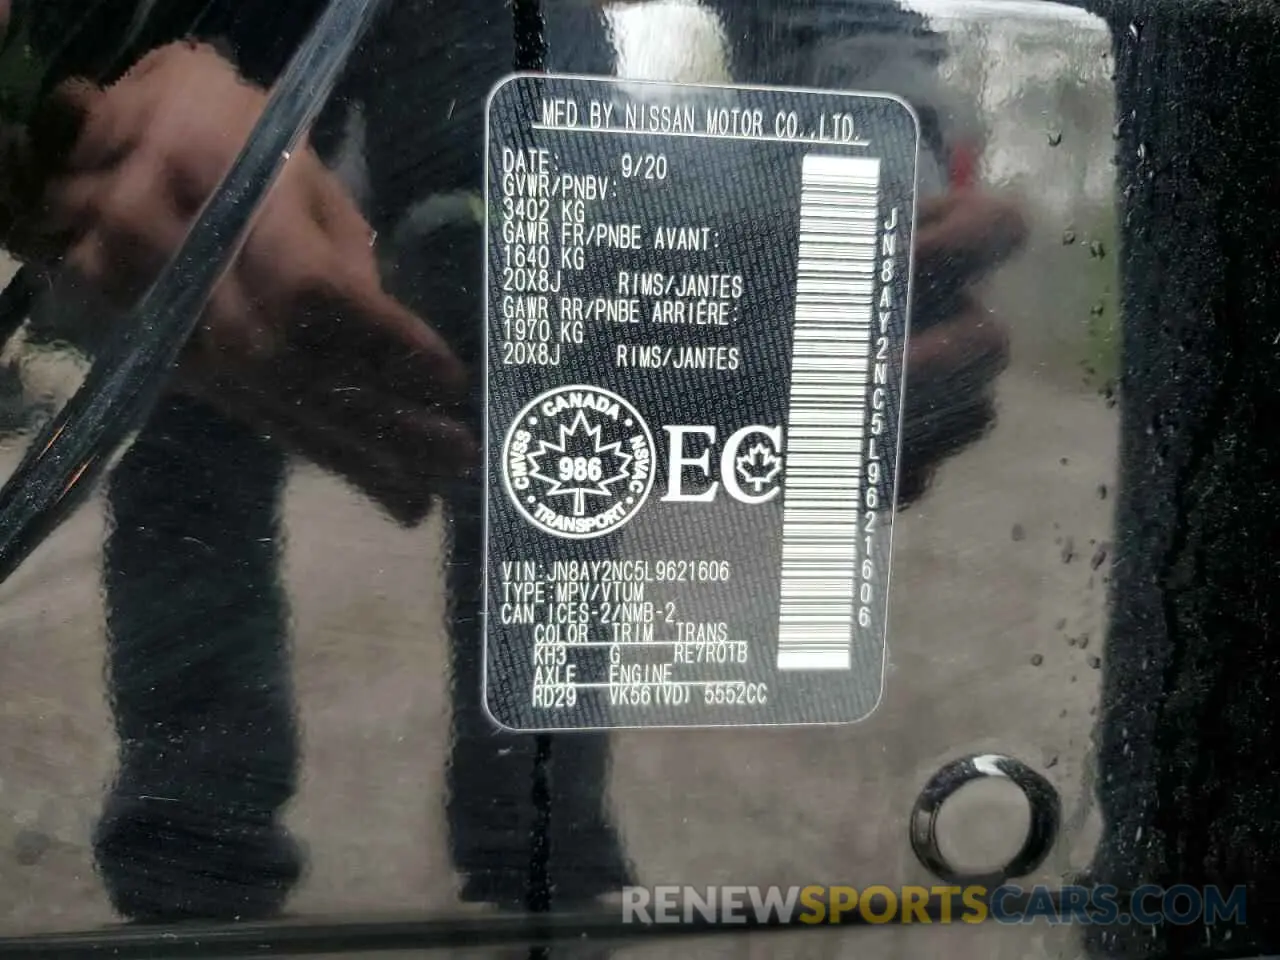 MFD BY NISSAN MOTOR CO.,LTD.
DATE: 9/20
GVWR/PNBV:
3402 KG
GAWR FR/PNBE AVANT:
1640 KG
20X8J RIMS/JANTES
GAWR RR/PNBE ARRIÈRE:
1970 KG
20X8J RIMS/JANTES
CANADA
CMVSS
986
NSVAC
TRANSPORT
EC
VIN:JN8AY2NC5L9621606
TYPE:MPV/VTUM
CAN ICES-2/NMB-2
COLOR TRIM TRANS
KH3 G RE7R01B
AXLE ENGINE
RD29 VK56(VD) 5552CC
JN8AY2NC5L9621606
RENEWSPORTSCARS.COM